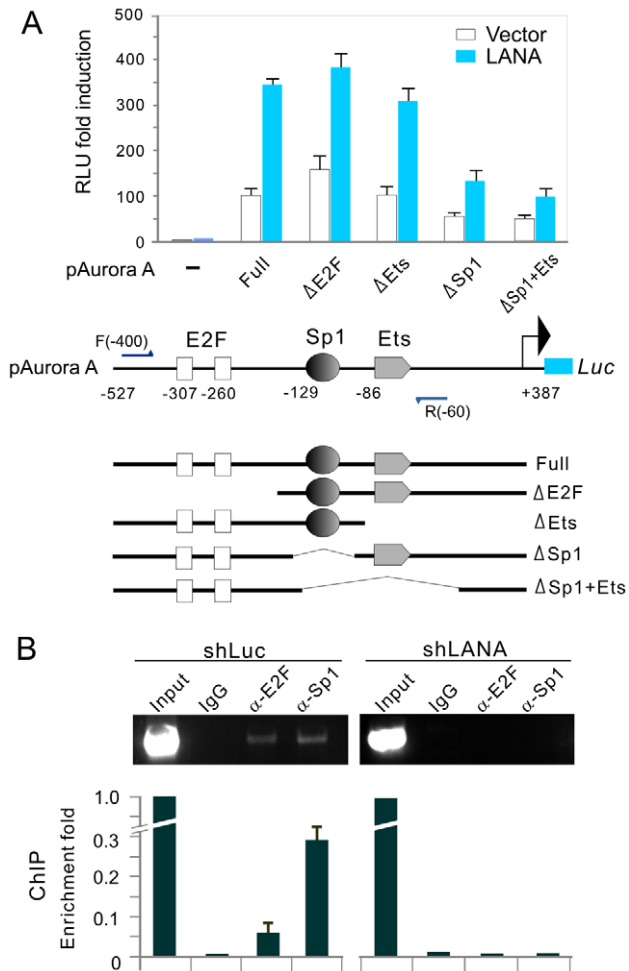 A
RLU fold induction
500
400
300
200
100
0
Vector
LANA
pAurora A
–
Full
ΔE2F
ΔEts
ΔSp1
ΔSp1+Ets
F(-400)
E2F
Sp1
Ets
pAurora A
Luc
-527
-307
-260
-129
-86
+387
R(-60)
Full
ΔE2F
ΔEts
ΔSp1
ΔSp1+Ets
B
shLuc
shLANA
Input
IgG
α-E2F
α-Sp1
Input
IgG
α-E2F
α-Sp1
ChIP
Enrichment fold
1.0
0.3
0.2
0.1
0